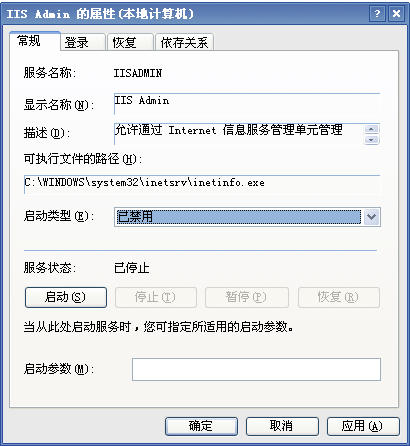 IIS Admin 的属性(本地计算机)
常规 登录 恢复 依存关系
服务名称: IISADMIN
显示名称(N): IIS Admin
描述(D): 允许通过 Internet 信息服务管理单元管理
可执行文件的路径(H):
C:\WINDOWS\system32\inetsrv\inetinfo.exe
启动类型(E): 已禁用
服务状态: 已停止
启动(S) 停止(T) 暂停(P) 恢复(R)
当从此处启动服务时，您可指定所适用的启动参数。
启动参数(M):
确定 取消 应用(A)